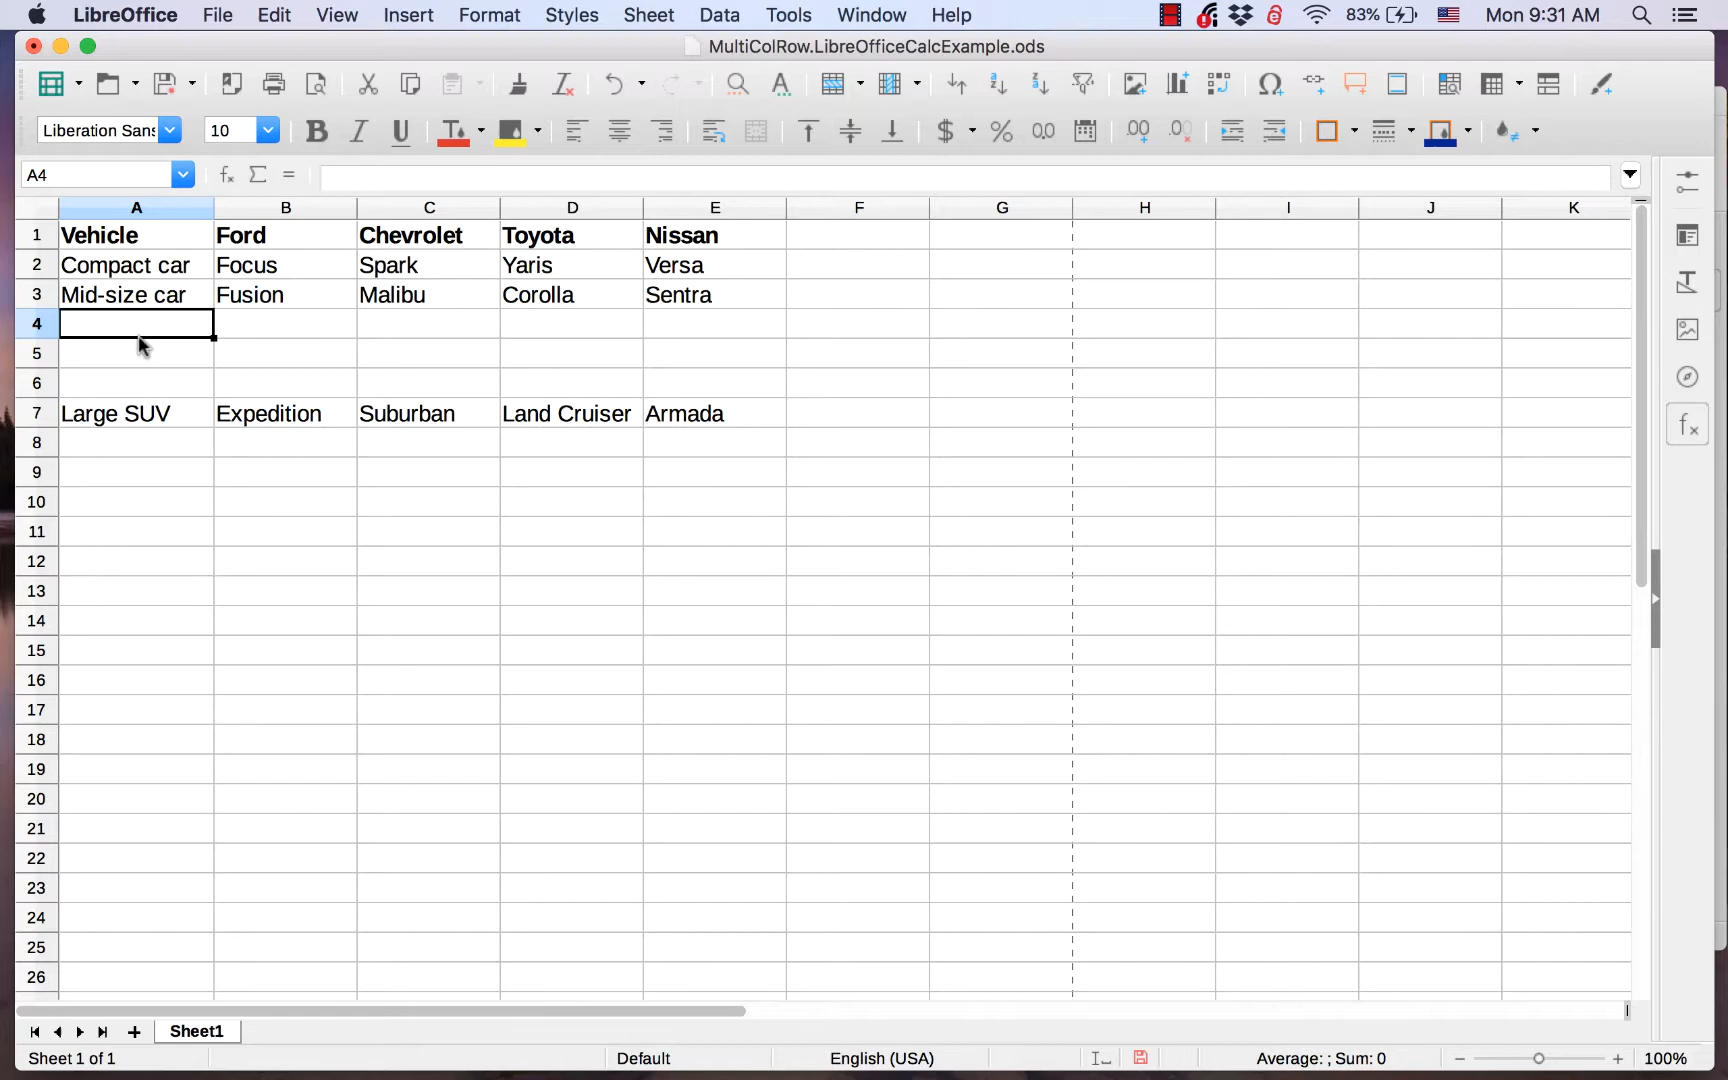 LibreOffice File Edit View Insert Format Styles Sheet Data Tools Window Help 83% Mon 9:31 AM
MultiColRow.LibreOfficeCalcExample.ods
Liberation Sans 10
A4
A B C D E F G H I J K
1 Vehicle Ford Chevrolet Toyota Nissan
2 Compact car Focus Spark Yaris Versa
3 Mid-size car Fusion Malibu Corolla Sentra
4
5
6
7 Large SUV Expedition Suburban Land Cruiser Armada
8
9
10
11
12
13
14
15
16
17
18
19
20
21
22
23
24
25
26
Sheet1
Sheet 1 of 1 Default English (USA) Average: ; Sum: 0 100%